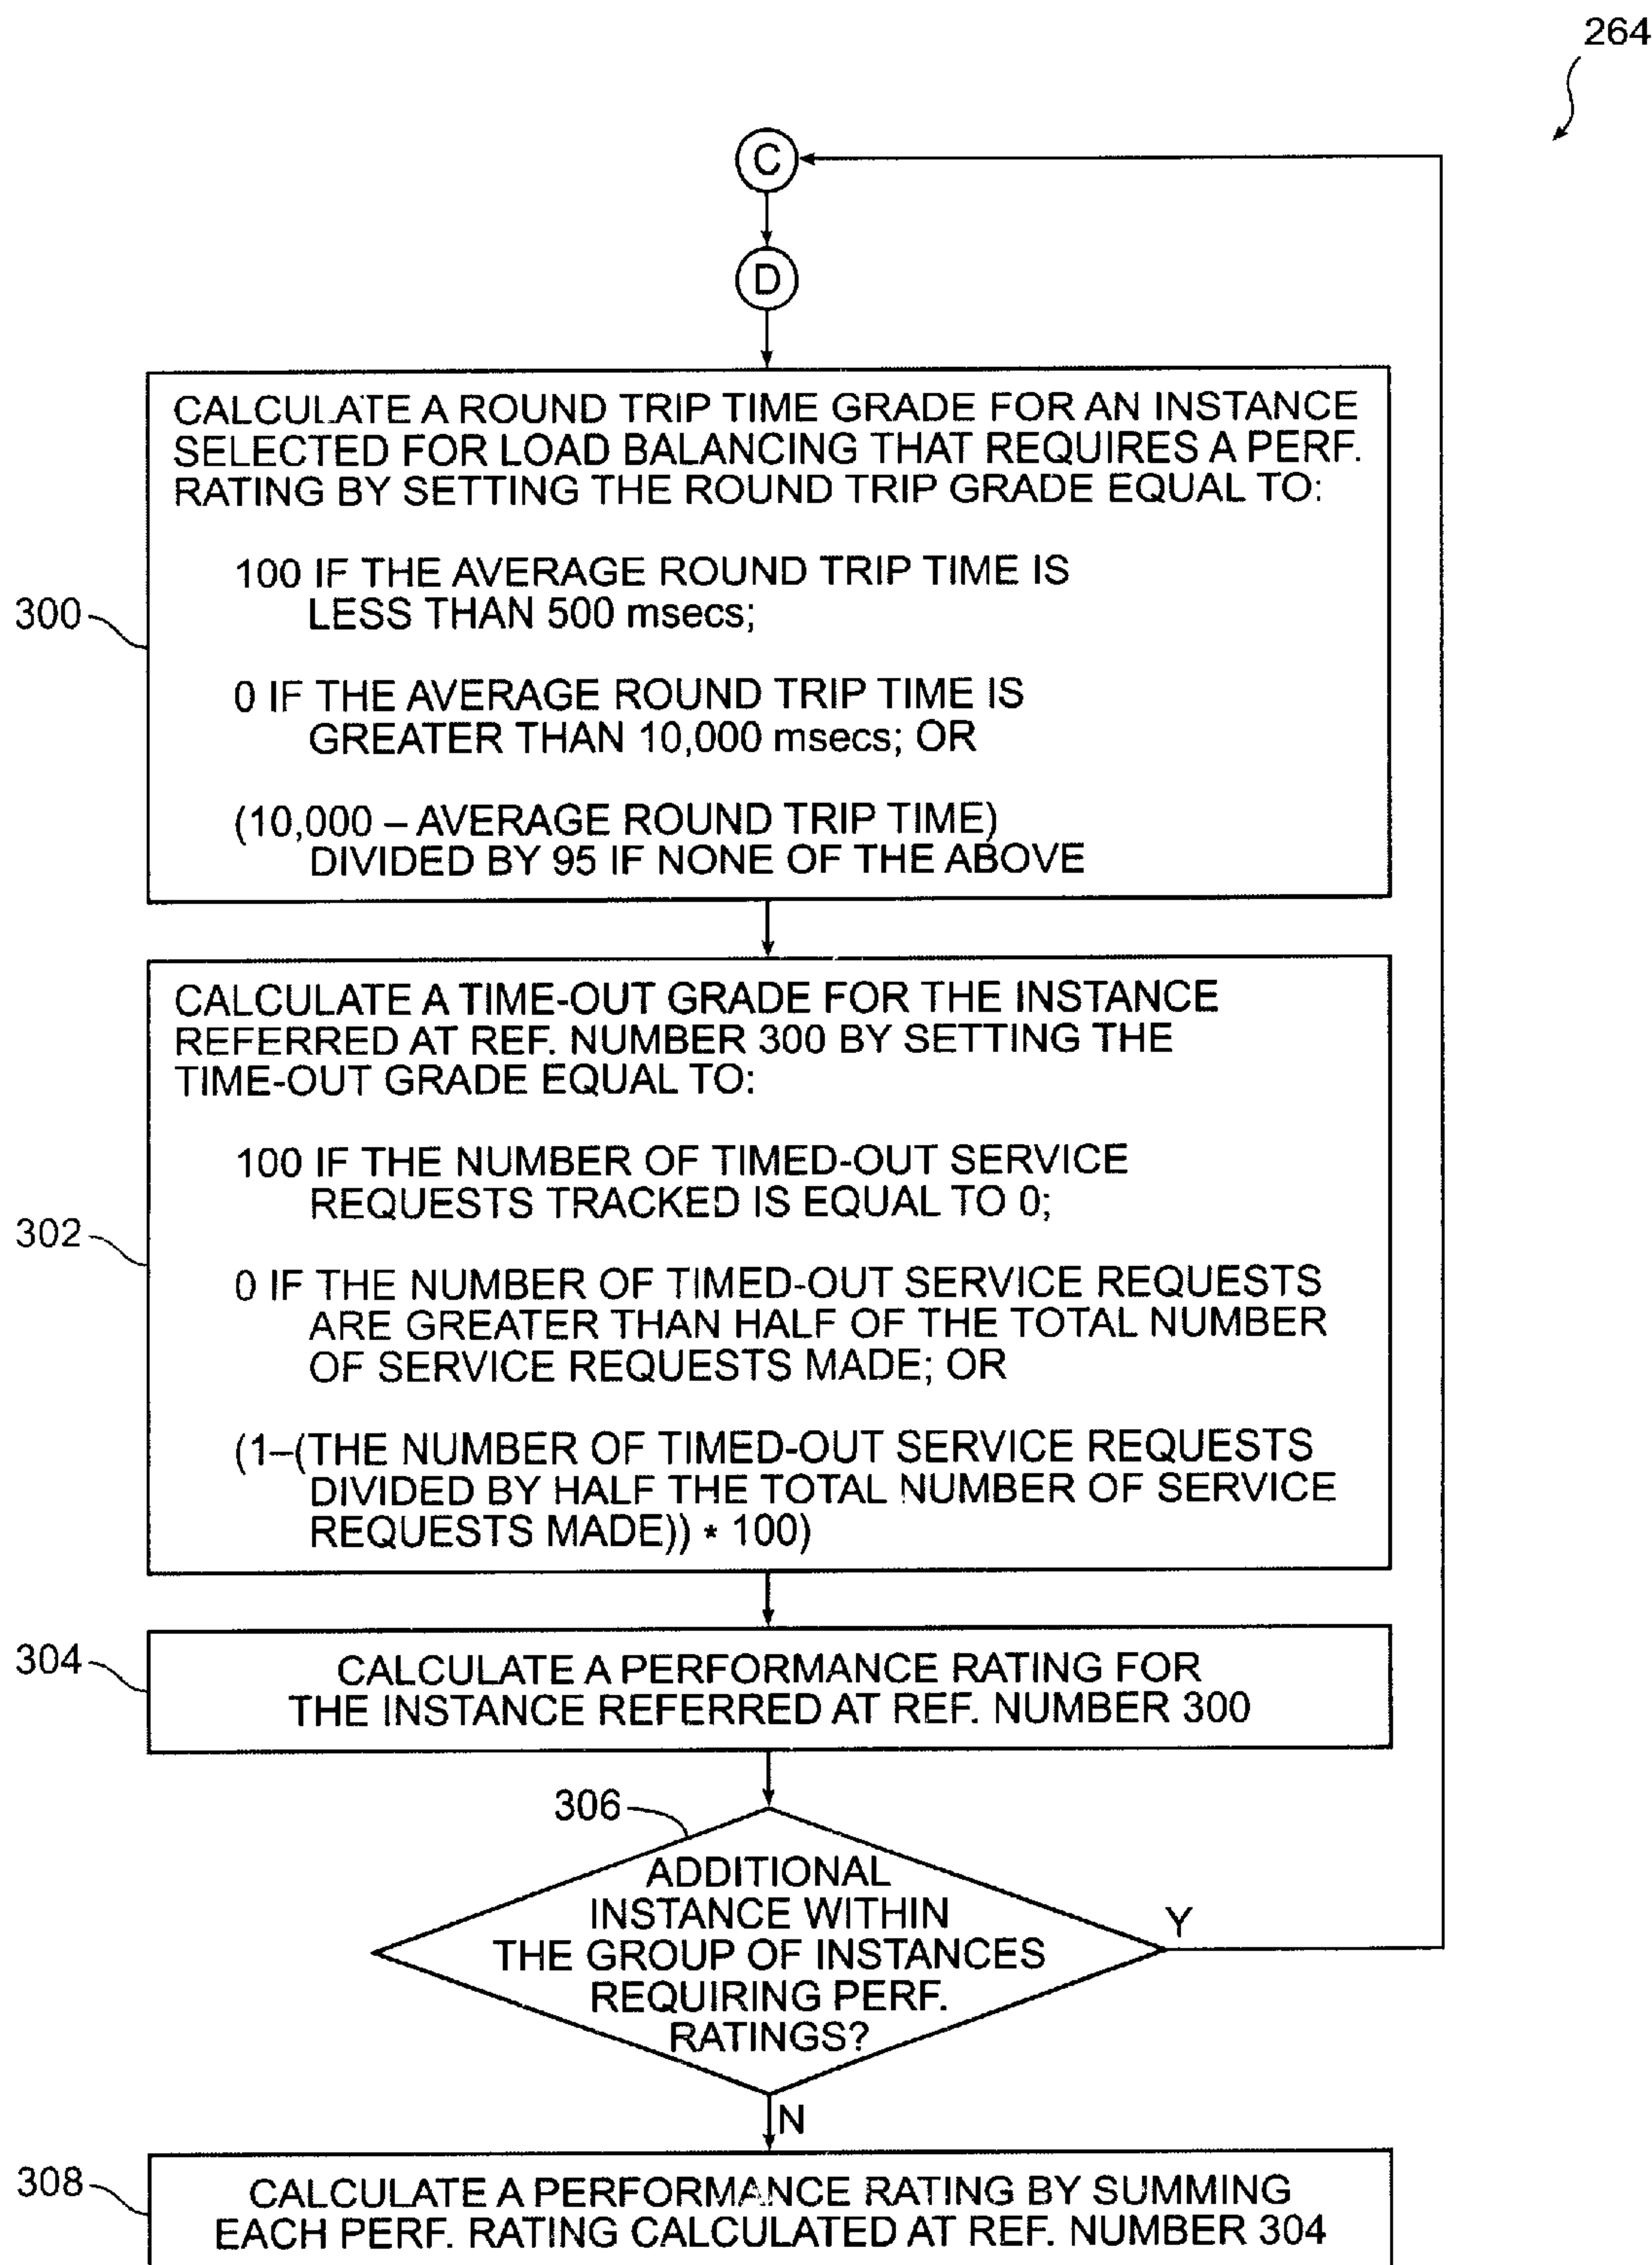 264
C
D
300
CALCULATE A ROUND TRIP TIME GRADE FOR AN INSTANCE
SELECTED FOR LOAD BALANCING THAT REQUIRES A PERF.
RATING BY SETTING THE ROUND TRIP GRADE EQUAL TO:
100 IF THE AVERAGE ROUND TRIP TIME IS
LESS THAN 500 msecs;
0 IF THE AVERAGE ROUND TRIP TIME IS
GREATER THAN 10,000 msecs; OR
(10,000 – AVERAGE ROUND TRIP TIME)
DIVIDED BY 95 IF NONE OF THE ABOVE
302
CALCULATE A TIME-OUT GRADE FOR THE INSTANCE
REFERRED AT REF. NUMBER 300 BY SETTING THE
TIME-OUT GRADE EQUAL TO:
100 IF THE NUMBER OF TIMED-OUT SERVICE
REQUESTS TRACKED IS EQUAL TO 0;
0 IF THE NUMBER OF TIMED-OUT SERVICE REQUESTS
ARE GREATER THAN HALF OF THE TOTAL NUMBER
OF SERVICE REQUESTS MADE; OR
(1–(THE NUMBER OF TIMED-OUT SERVICE REQUESTS
DIVIDED BY HALF THE TOTAL NUMBER OF SERVICE
REQUESTS MADE)) * 100)
304
CALCULATE A PERFORMANCE RATING FOR
THE INSTANCE REFERRED AT REF. NUMBER 300
306
ADDITIONAL
INSTANCE WITHIN
THE GROUP OF INSTANCES
REQUIRING PERF.
RATINGS?
Y
N
308
CALCULATE A PERFORMANCE RATING BY SUMMING
EACH PERF. RATING CALCULATED AT REF. NUMBER 304